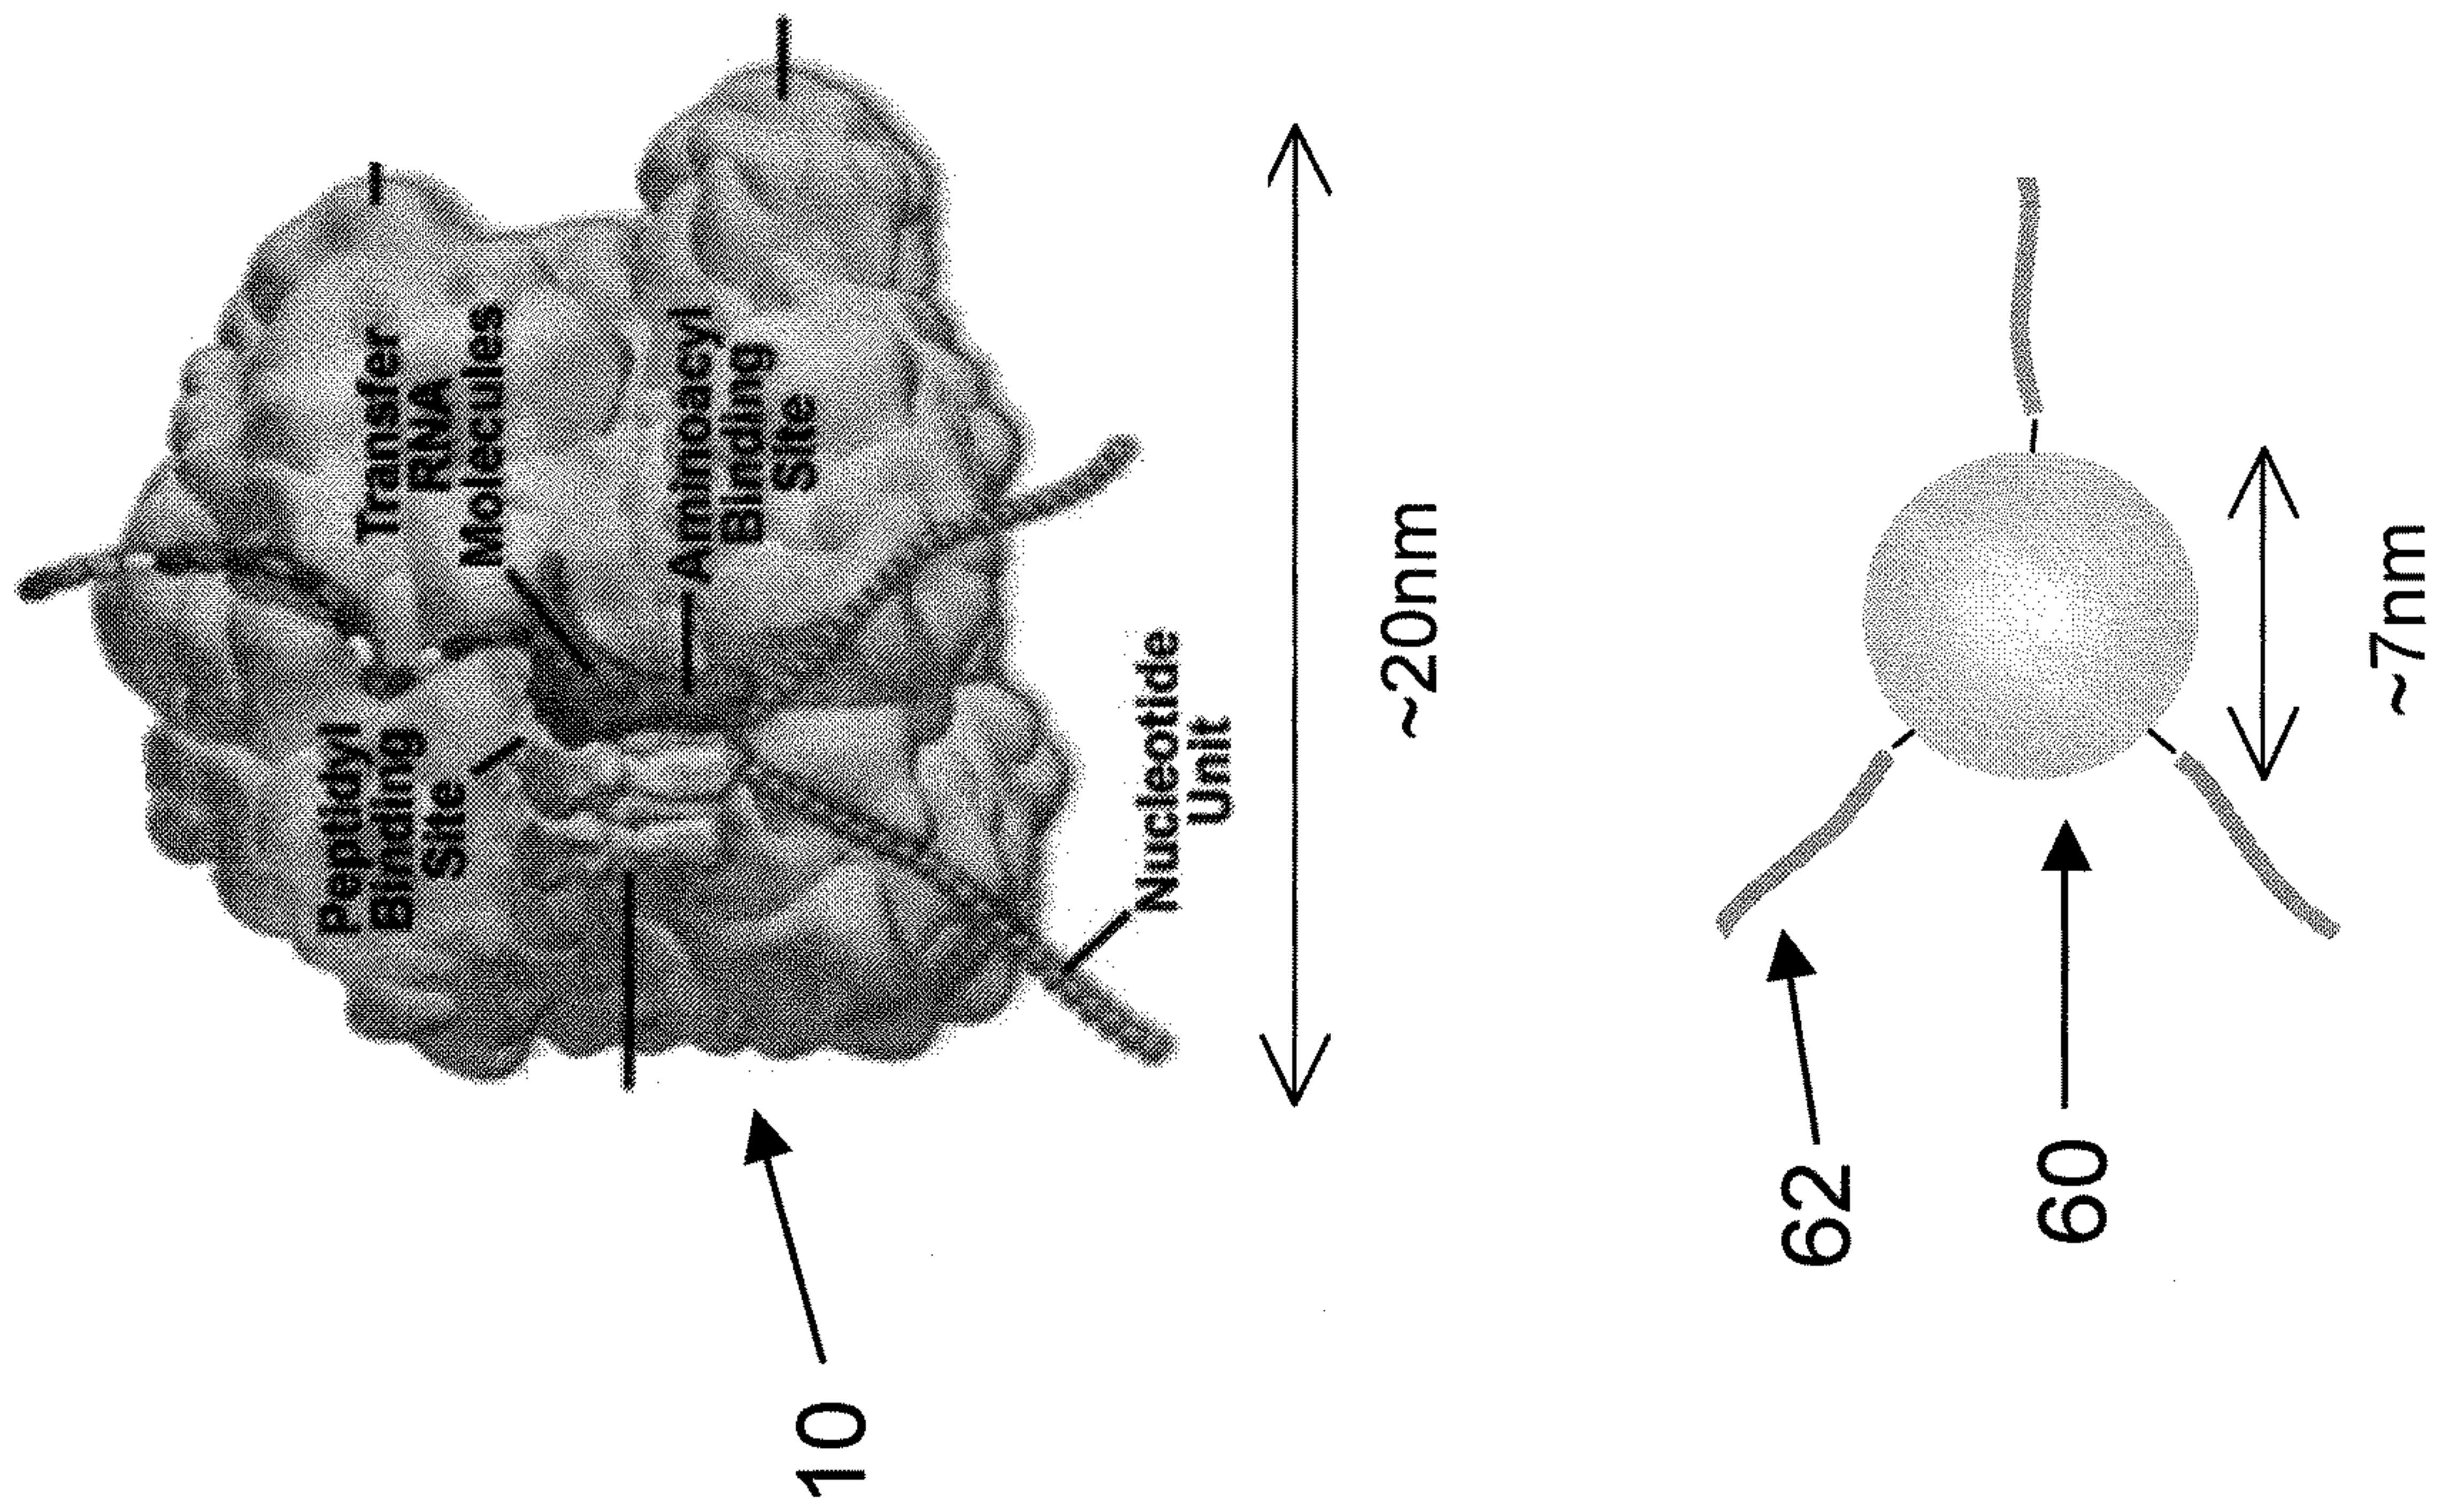 Peptidyl
Binding
Site
Transfer
RNA
Molecules
Aminoacyl
Binding
Site
Nucleotide
Unit
10
~20nm
62
60
~7nm